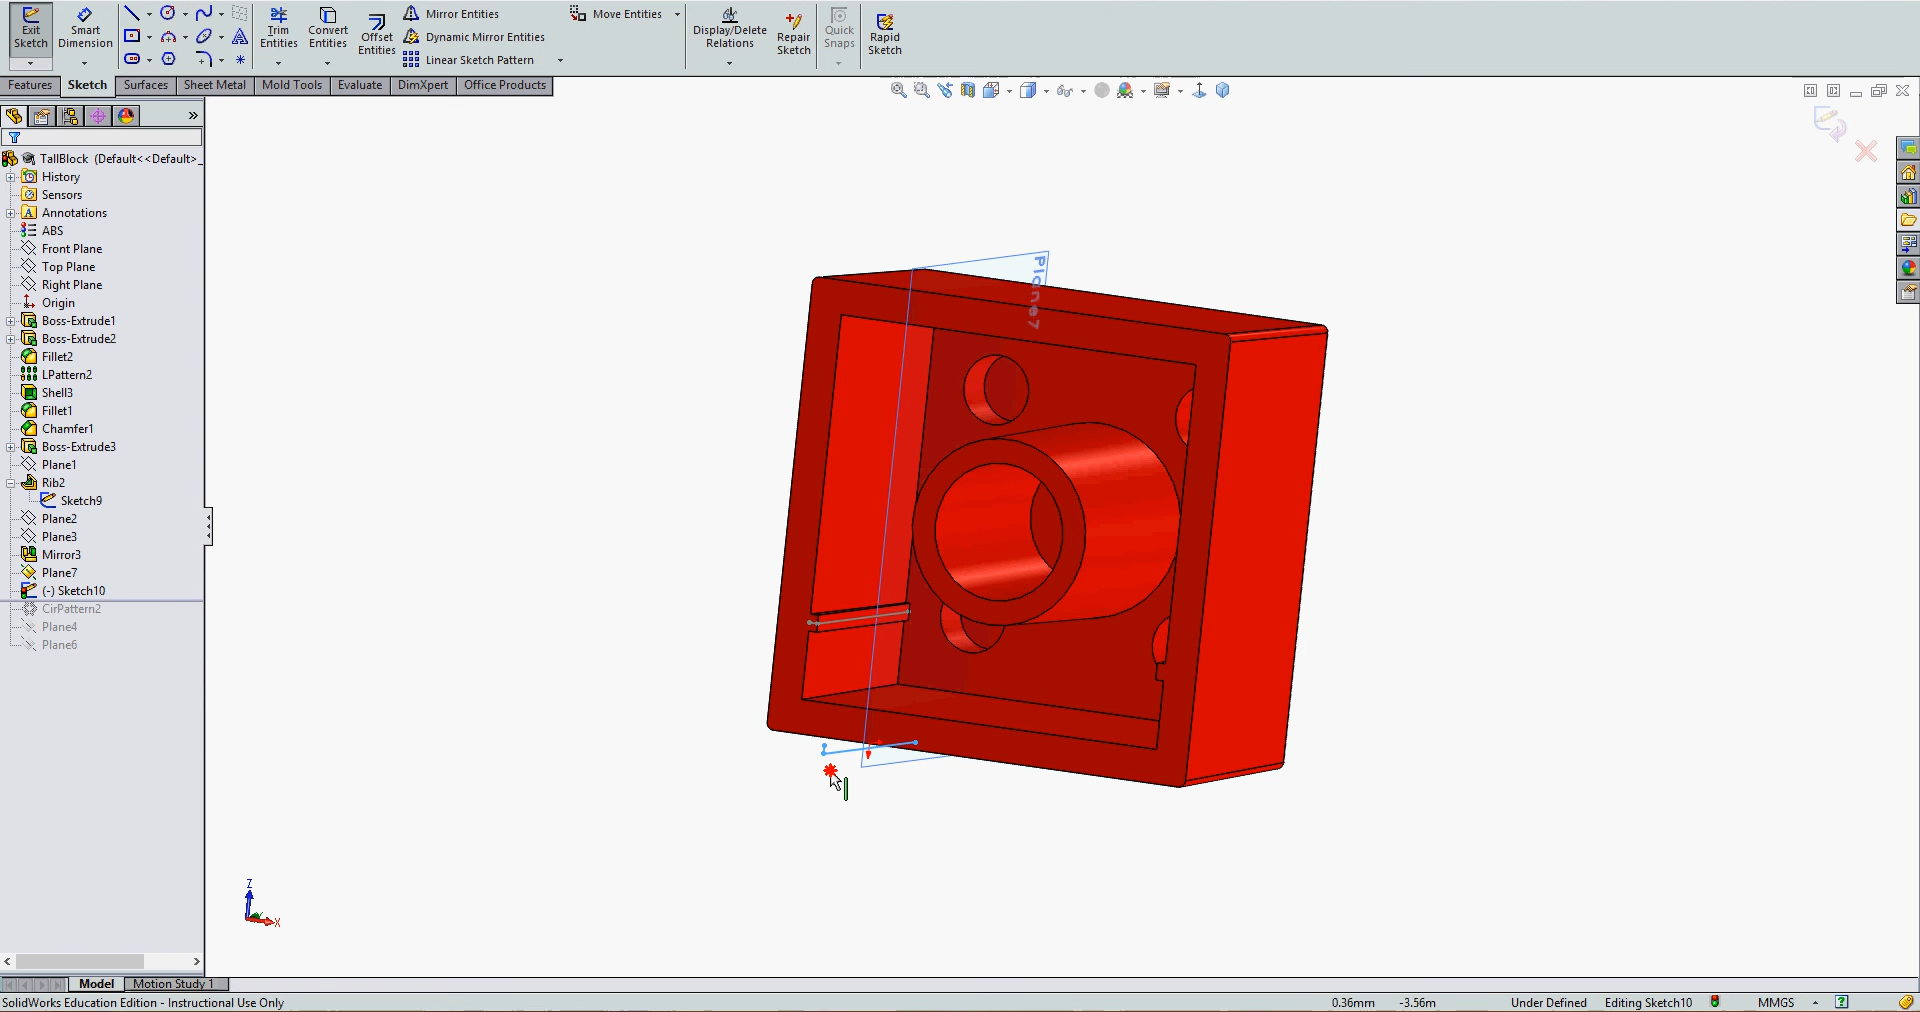 Exit Sketch
Smart Dimension
Trim Entities
Convert Entities
Offset Entities
Mirror Entities
Dynamic Mirror Entities
Linear Sketch Pattern
Move Entities
Display/Delete Relations
Repair Sketch
Quick Snaps
Rapid Sketch
Features
Sketch
Surfaces
Sheet Metal
Mold Tools
Evaluate
DimXpert
Office Products
»
TallBlock (Default<<Default>_
History
Sensors
A Annotations
ABS
Front Plane
Top Plane
Right Plane
Origin
Boss-Extrude1
Boss-Extrude2
Fillet2
LPattern2
Shell3
Fillet1
Chamfer1
Boss-Extrude3
Plane1
Rib2
Sketch9
Plane2
Plane3
Mirror3
Plane7
(-) Sketch10
CirPattern2
Plane4
Plane6
Plane7
Z
X
Model
Motion Study 1
SolidWorks Education Edition - Instructional Use Only
0.36mm
-3.56m
Under Defined
Editing Sketch10
MMGS
?